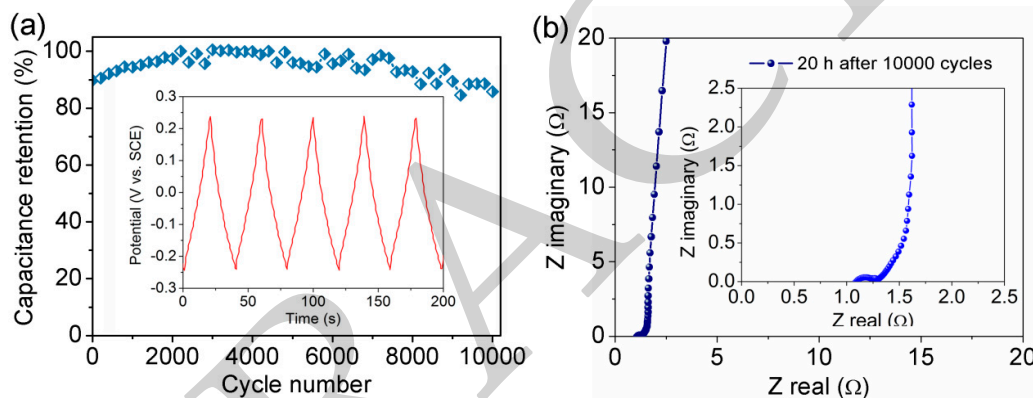 (a)
Capacitance retention (%)
100
80
60
40
20
0
0 2000 4000 6000 8000 10000
Cycle number
Potential (V vs. SCE)
0.3
0.2
0.1
0.0
-0.1
-0.2
-0.3
0 50 100 150 200
Time (s)
(b)
Z imaginary (Ω)
20
15
10
5
0
0 5 10 15 20
Z real (Ω)
20 h after 10000 cycles
Z imaginary (Ω)
2.5
2.0
1.5
1.0
0.5
0.0
0.0 0.5 1.0 1.5 2.0 2.5
Z real (Ω)